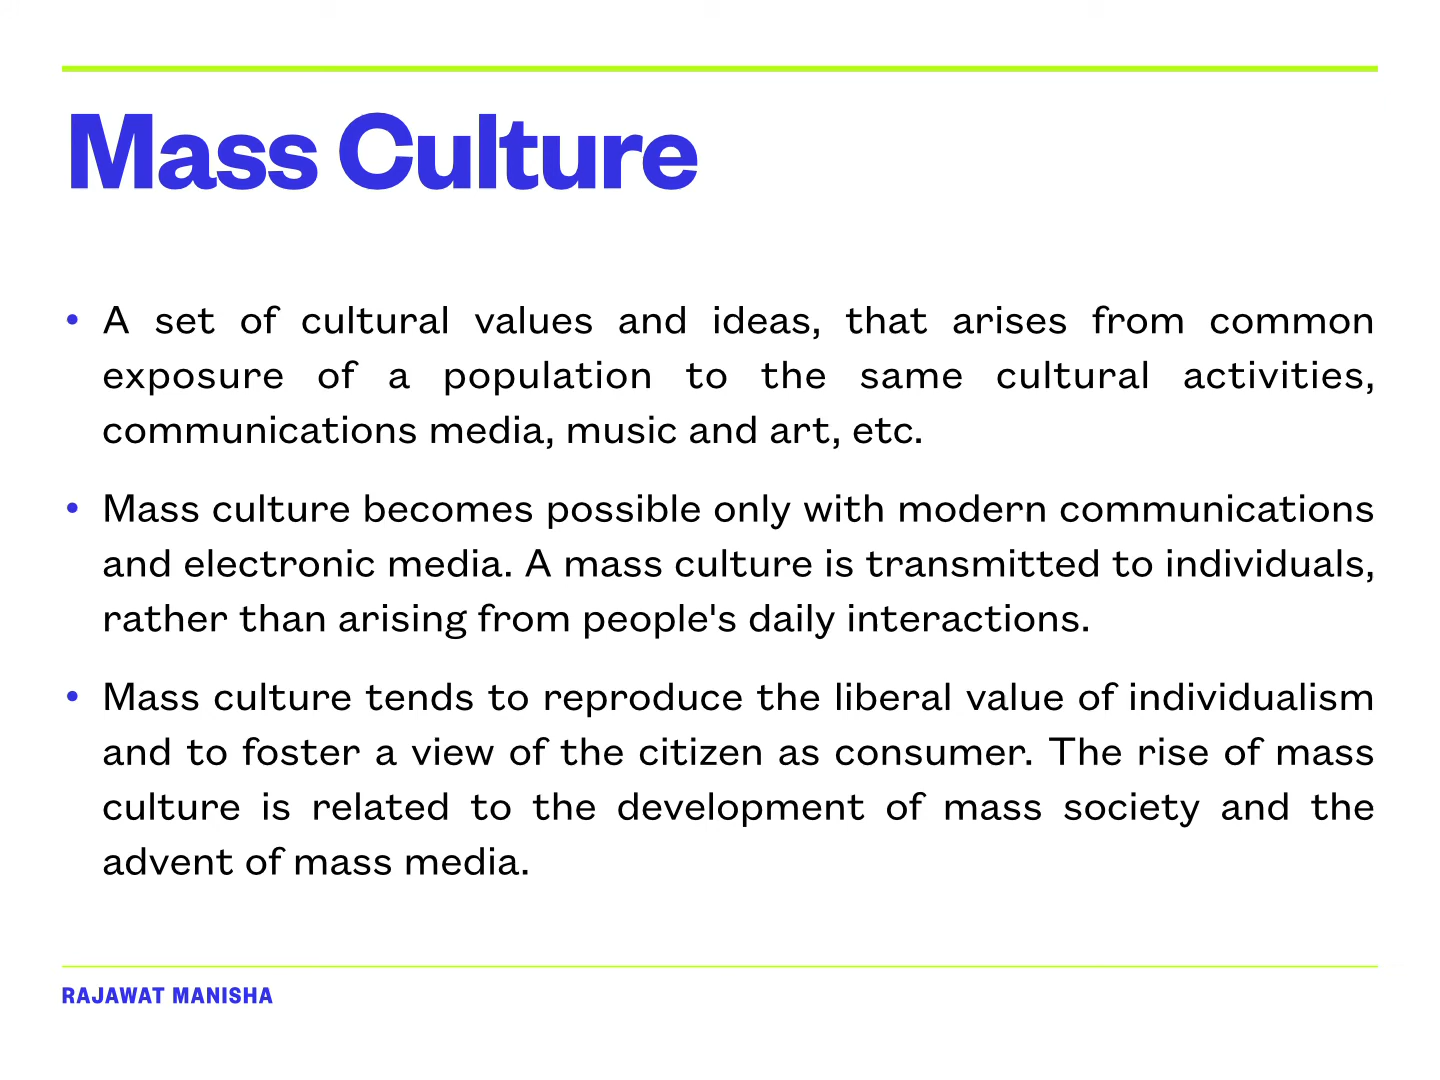 Mass Culture
• A set of cultural values and ideas, that arises from common
exposure of a population to the same cultural activities,
communications media, music and art, etc.
• Mass culture becomes possible only with modern communications
and electronic media. A mass culture is transmitted to individuals,
rather than arising from people's daily interactions.
• Mass culture tends to reproduce the liberal value of individualism
and to foster a view of the citizen as consumer. The rise of mass
culture is related to the development of mass society and the
advent of mass media.
RAJAWAT MANISHA